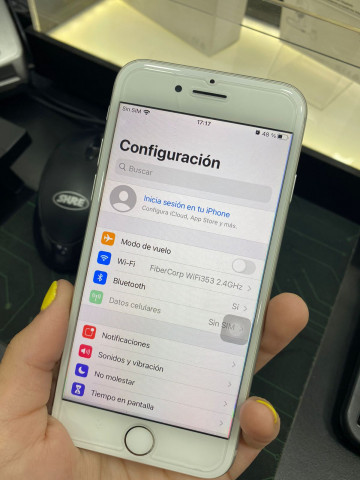 Sin SIM
17:17
48 %
Configuración
Buscar
Inicia sesión en tu iPhone
Configura iCloud, App Store y más.
Modo de vuelo
Wi-Fi FiberCorp WiFi353 2.4GHz
Bluetooth Sí
Datos celulares Sin SIM
Notificaciones
Sonidos y vibración
No molestar
Tiempo en pantalla